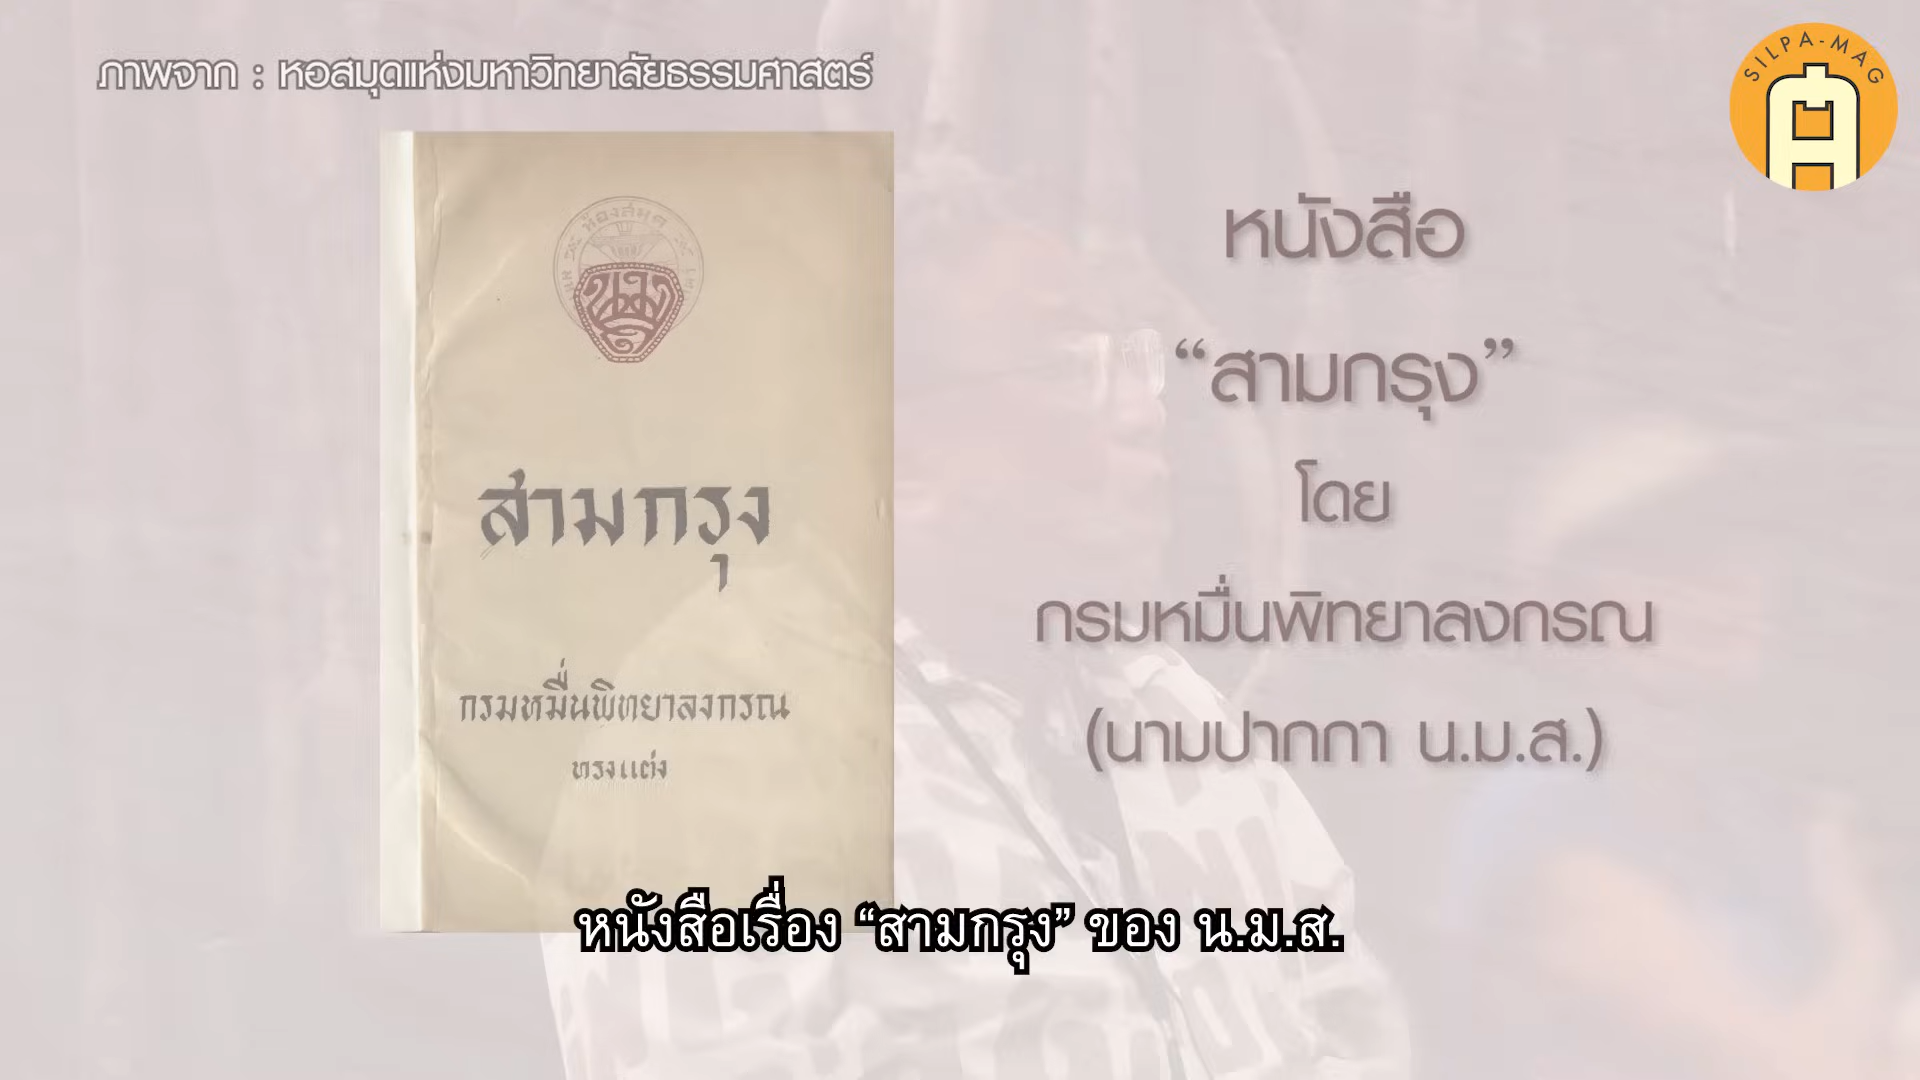 ภาพจาก : หอสมุดแห่งมหาวิทยาลัยธรรมศาสตร์
SILPA-MAG
ห้องสมุด
สามกรุง
กรมหมื่นพิทยาลงกรณ
ทรงแต่ง
หนังสือ
“สามกรุง”
โดย
กรมหมื่นพิทยาลงกรณ
(นามปากกา น.ม.ส.)
หนังสือเรื่อง “สามกรุง” ของ น.ม.ส.